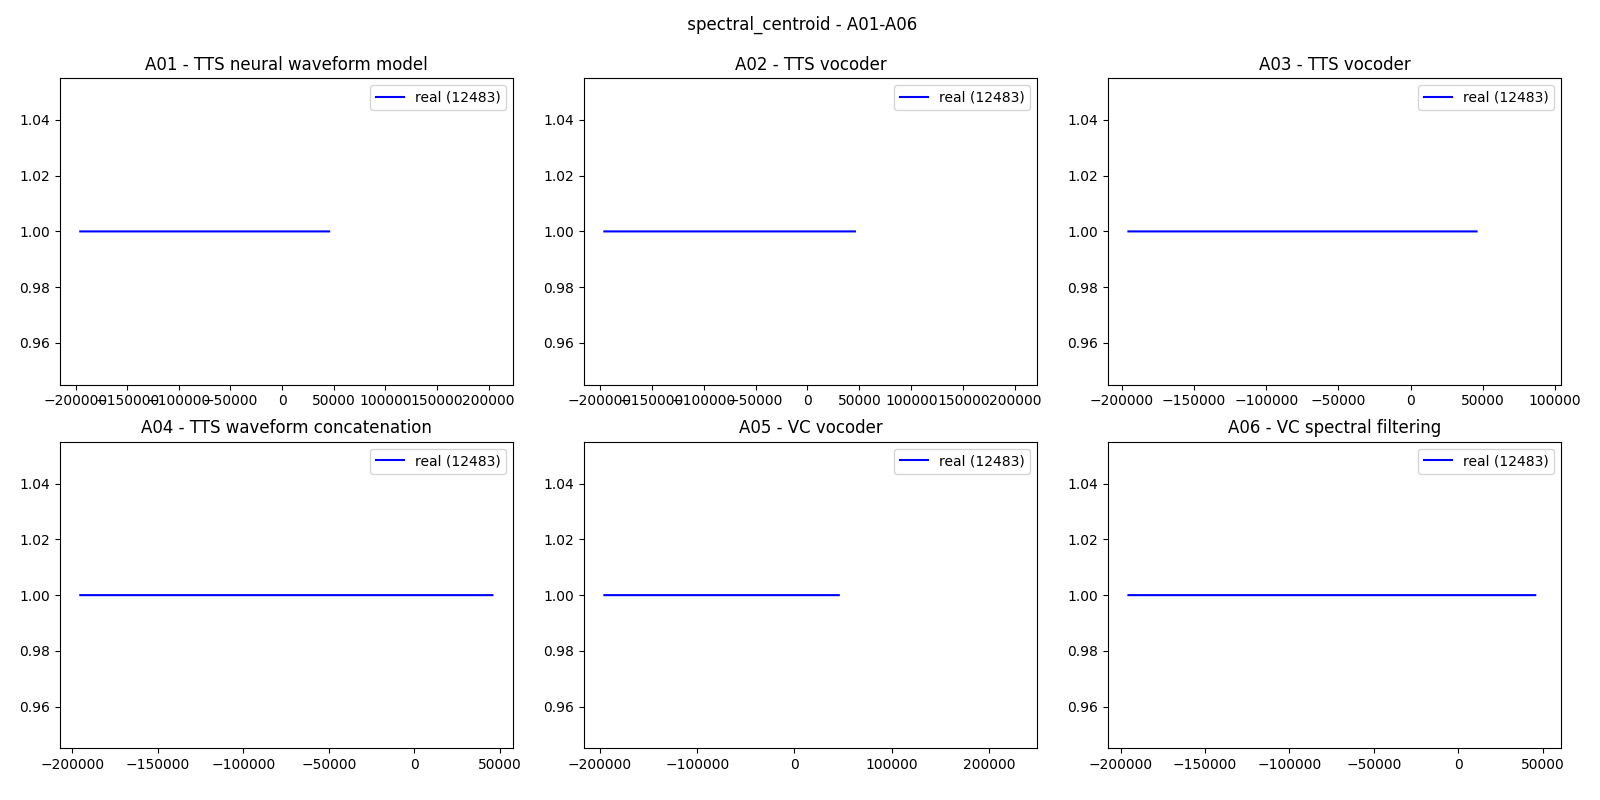 spectral_centroid - A01-A06
A01 - TTS neural waveform model
real (12483)
1.04
1.02
1.00
0.98
0.96
−200000 −150000 −100000 −50000 0 50000 100000 150000 200000
A02 - TTS vocoder
real (12483)
1.04
1.02
1.00
0.98
0.96
−200000 −150000 −100000 −50000 0 50000 100000 150000 200000
A03 - TTS vocoder
real (12483)
1.04
1.02
1.00
0.98
0.96
−200000 −150000 −100000 −50000 0 50000 100000
A04 - TTS waveform concatenation
real (12483)
1.04
1.02
1.00
0.98
0.96
−200000 −150000 −100000 −50000 0 50000
A05 - VC vocoder
real (12483)
1.04
1.02
1.00
0.98
0.96
−200000 −100000 0 100000 200000
A06 - VC spectral filtering
real (12483)
1.04
1.02
1.00
0.98
0.96
−200000 −150000 −100000 −50000 0 50000